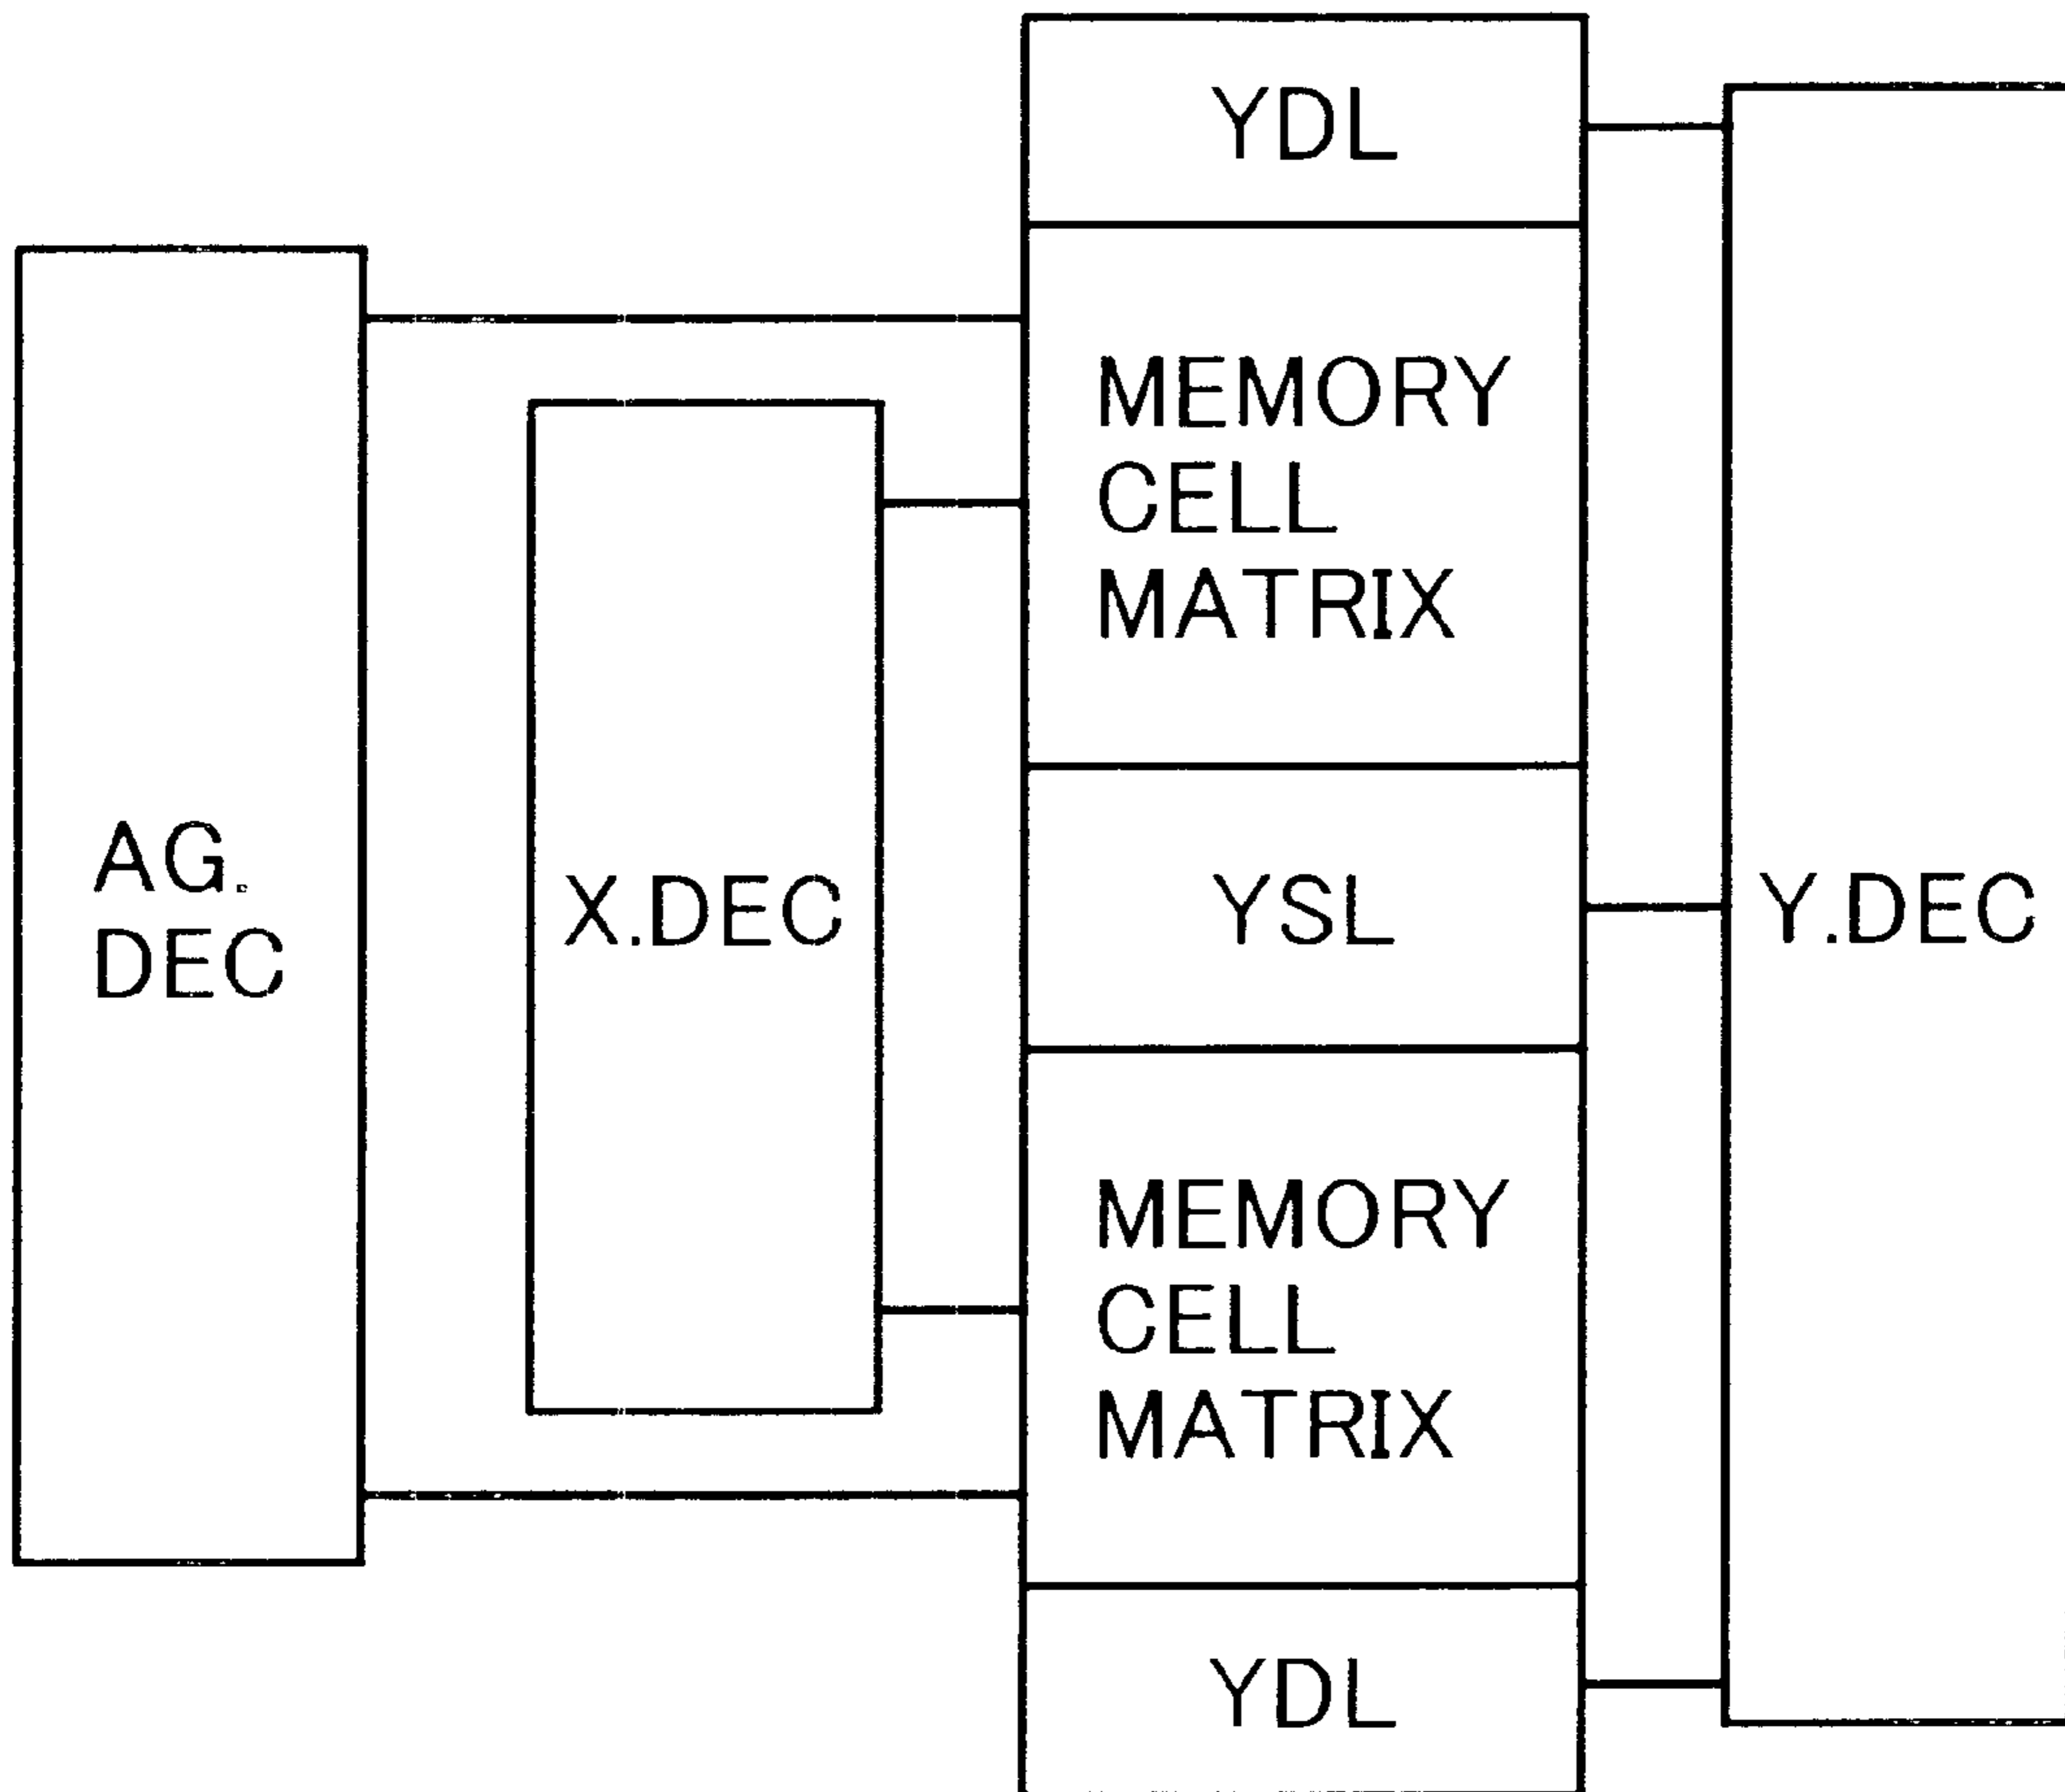 YDL
MEMORY
CELL
MATRIX
AG.
DEC
X.DEC
YSL
Y.DEC
MEMORY
CELL
MATRIX
YDL